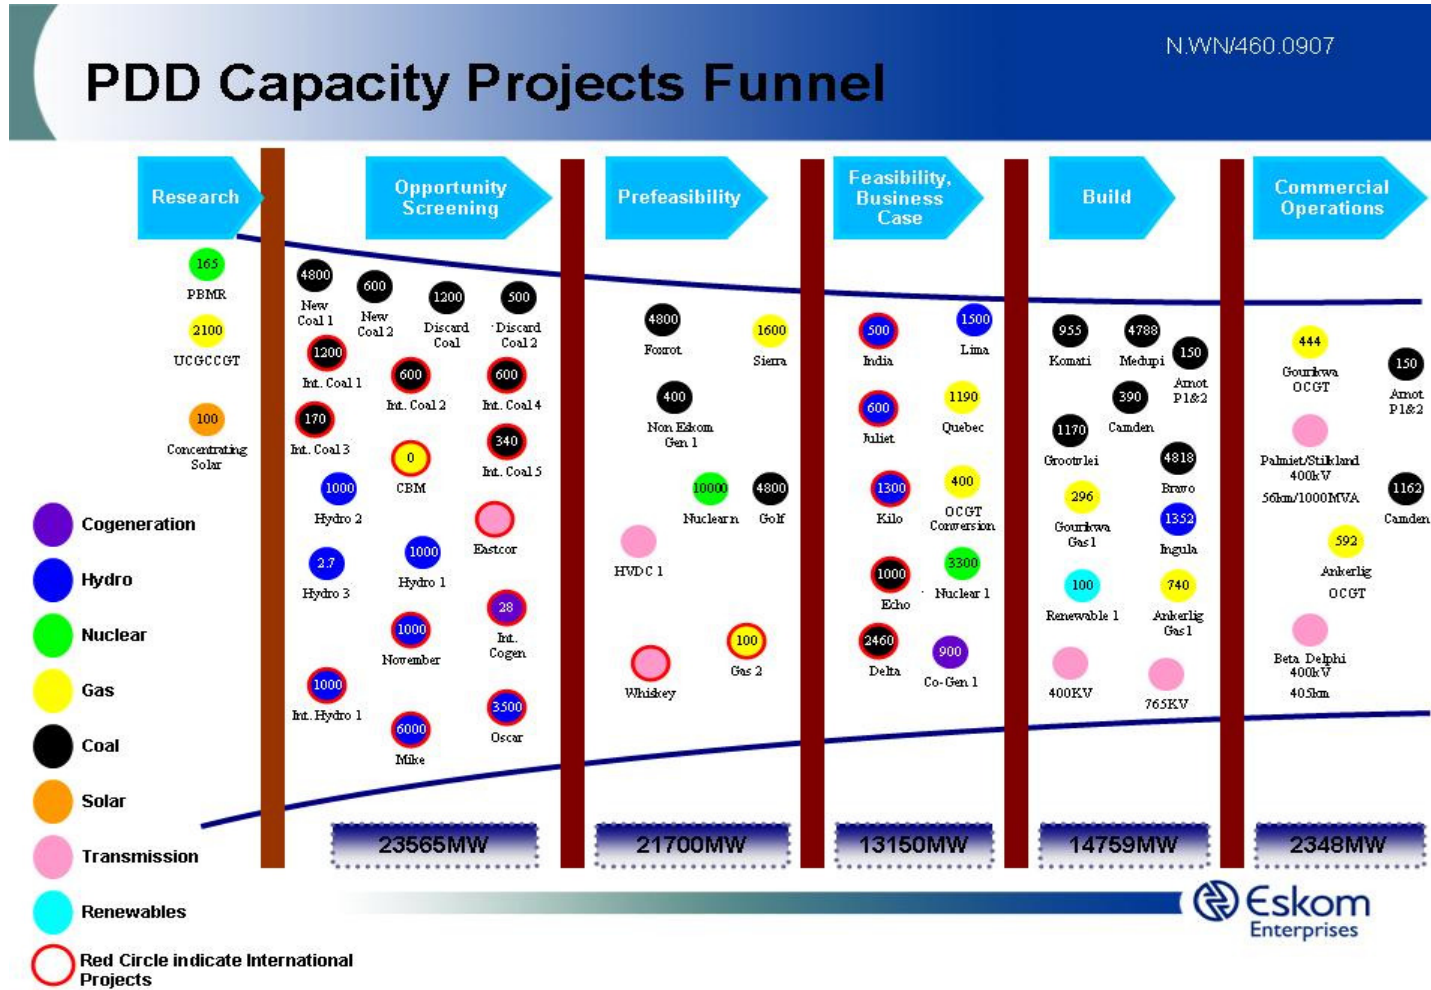 N.WN/460.0907
PDD Capacity Projects Funnel
Research
Opportunity
Screening
Prefeasibility
Feasibility,
Business
Case
Build
Commercial
Operations
165
PBMR
2100
UCGCCGT
100
Concentrating
Solar
4800
New
Coal 1
600
New
Coal 2
1200
Discard
Coal
500
Discard
Coal 2
1200
Int. Coal 1
600
Int. Coal 2
600
Int. Coal 4
170
Int. Coal 3
0
CBM
340
Int. Coal 5
1000
Hydro 2
Eastcor
2.7
Hydro 3
1000
Hydro 1
1000
November
28
Int.
Cogen
1000
Int. Hydro 1
6000
Mike
3500
Oscar
4800
Foxrot
1600
Sierra
400
Non Eskom
Gen 1
10000
Nuclearn
4800
Golf
HVDC 1
Whiskey
100
Gas 2
500
India
1500
Lima
600
Juliet
1190
Quebec
1300
Kilo
400
OCGT
Conversion
1000
Echo
3300
Nuclear 1
2460
Delta
900
Co-Gen 1
955
Komati
4788
Medupi
150
Arnot
P1&2
390
Camden
1170
Grootvlei
4818
Bravo
296
Gourikwa
Gas1
1352
Ingula
100
Renewable 1
740
Ankerlig
Gas1
400KV
765KV
444
Gourikwa
OCGT
150
Arnot
P1&2
Palmiet/Stilkland
400kV
56km/1000MVA
1162
Camden
592
Ankerlig
OCGT
Beta Delphi
400kV
405km
Cogeneration
Hydro
Nuclear
Gas
Coal
Solar
Transmission
Renewables
Red Circle indicate International
Projects
23565MW
21700MW
13150MW
14759MW
2348MW
Eskom
Enterprises